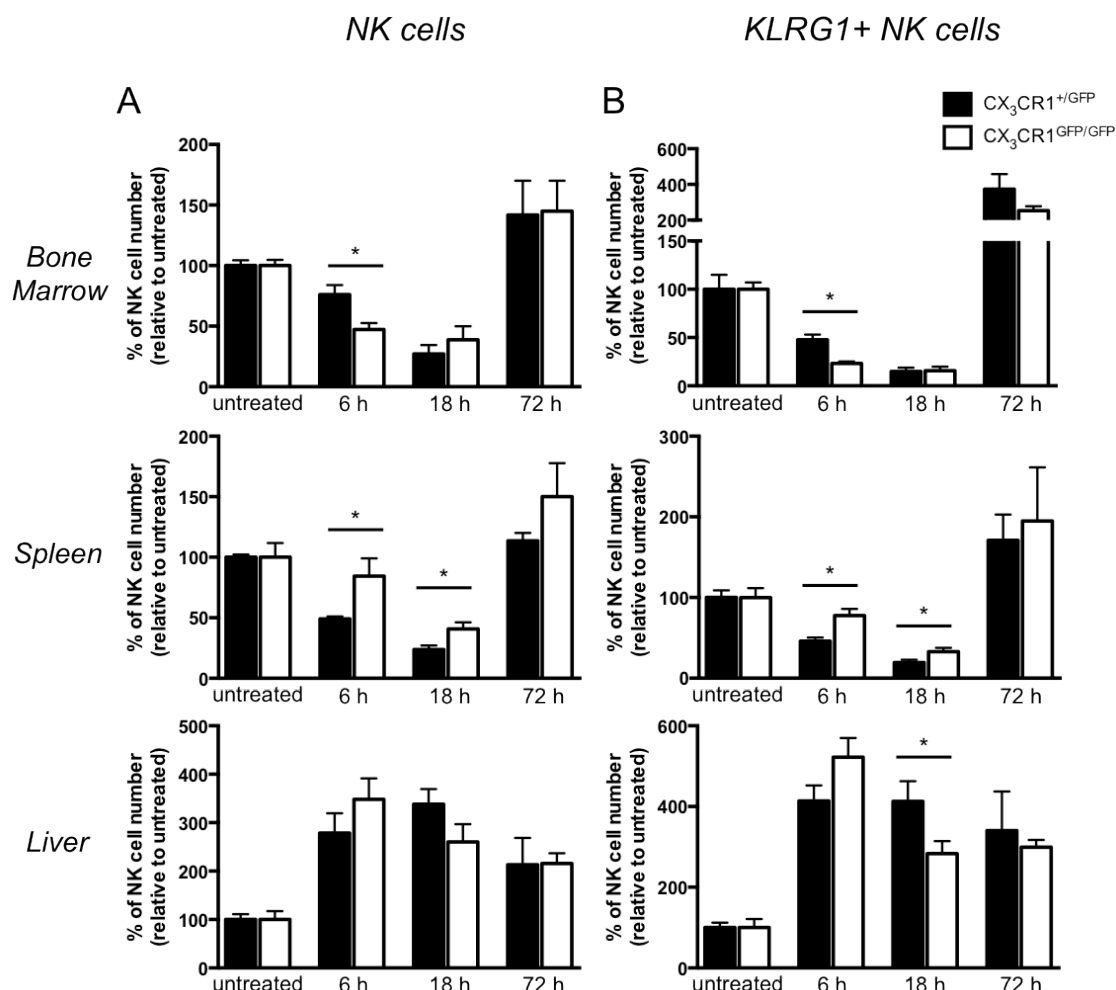 NK cells
KLRG1+ NK cells
A
B
CX3CR1+/GFP
CX3CR1GFP/GFP
Bone
Marrow
% of NK cell number
(relative to untreated)
200
150
100
50
0
untreated 6 h 18 h 72 h
*
% of NK cell number
(relative to untreated)
600
400
200
150
100
50
0
untreated 6 h 18 h 72 h
*
Spleen
% of NK cell number
(relative to untreated)
200
150
100
50
0
untreated 6 h 18 h 72 h
*
*
% of NK cell number
(relative to untreated)
300
200
100
0
untreated 6 h 18 h 72 h
*
*
Liver
% of NK cell number
(relative to untreated)
500
400
300
200
100
0
untreated 6 h 18 h 72 h
% of NK cell number
(relative to untreated)
600
400
200
0
untreated 6 h 18 h 72 h
*